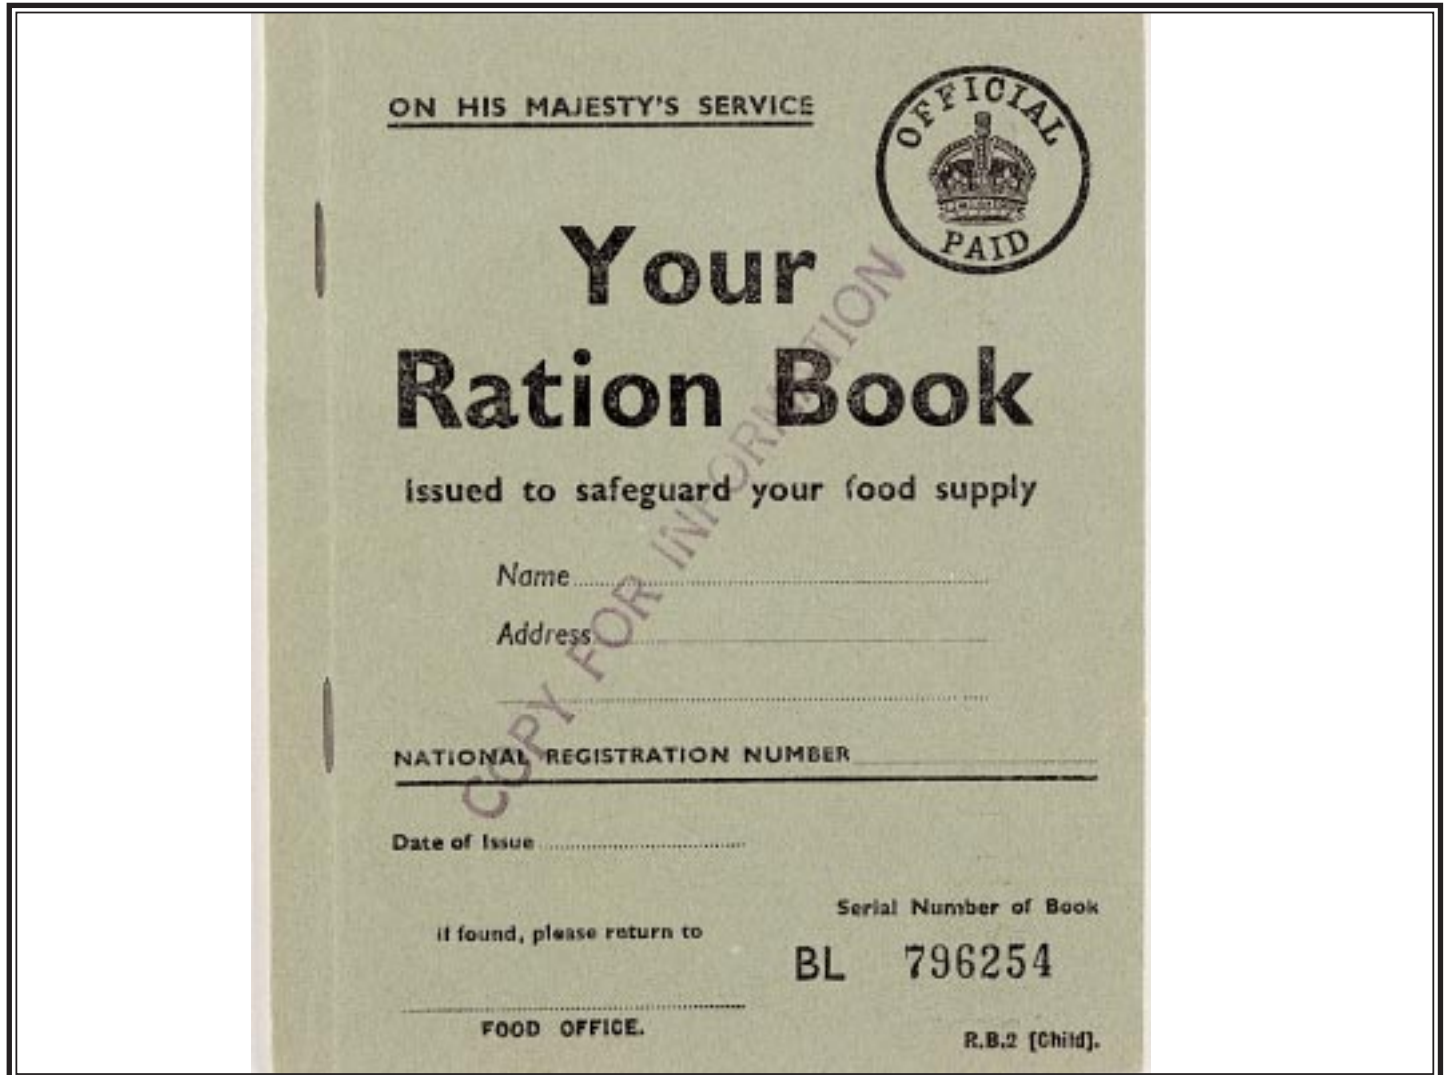 ON HIS MAJESTY'S SERVICE
OFFICIAL
PAID
Your
Ration Book
Issued to safeguard your food supply
Name
Address
NATIONAL REGISTRATION NUMBER
Date of Issue
Serial Number of Book
If found, please return to
BL 796254
FOOD OFFICE.
R.B.2 [Child].
COPY FOR INFORMATION